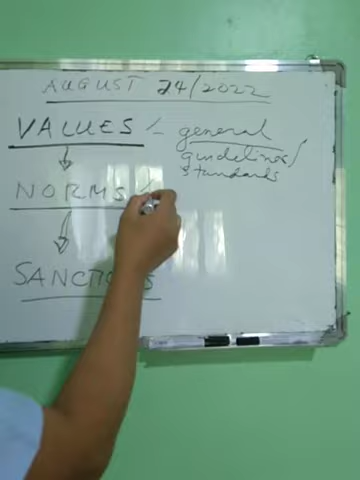 AUGUST 24/2022
VALUES - general
guidelines/
standards
NORMS -
SANCTIONS